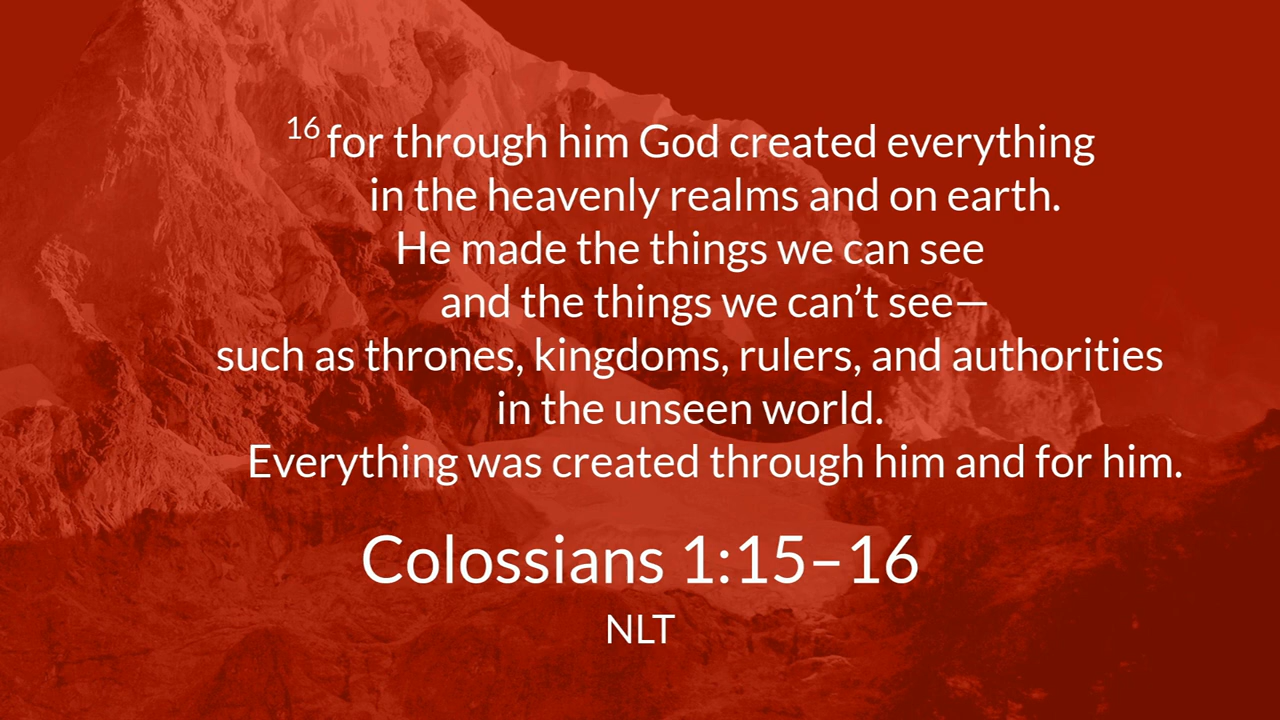 16 for through him God created everything
in the heavenly realms and on earth.
He made the things we can see
and the things we can’t see—
such as thrones, kingdoms, rulers, and authorities
in the unseen world.
Everything was created through him and for him.
Colossians 1:15–16
NLT